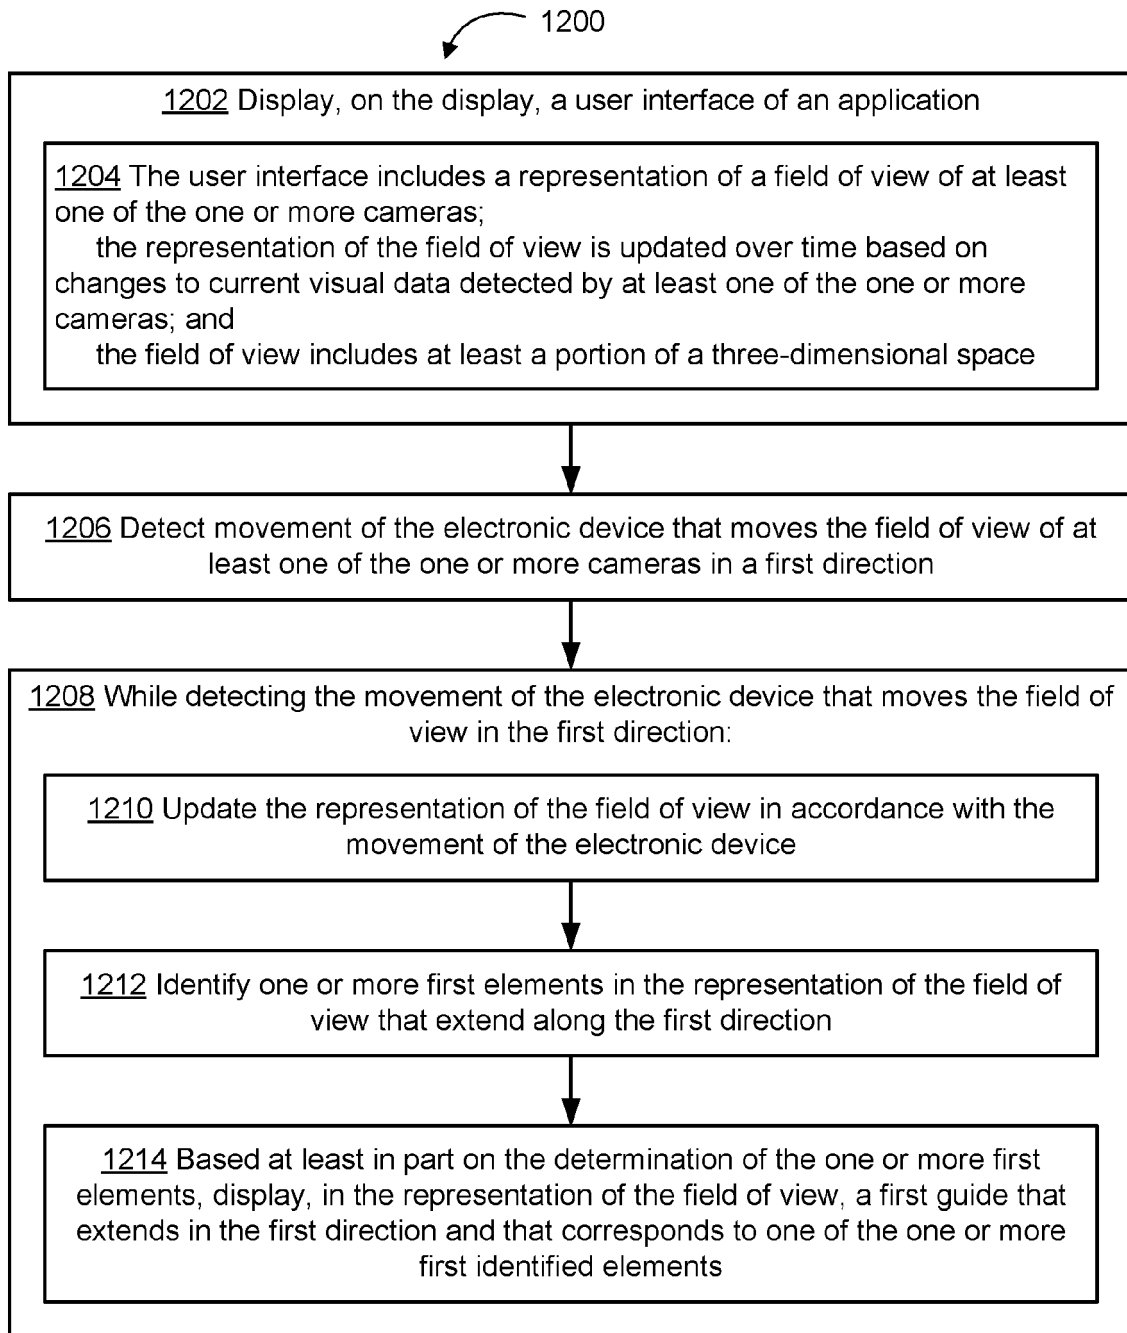 1200
1202 Display, on the display, a user interface of an application
1204 The user interface includes a representation of a field of view of at least
one of the one or more cameras;
the representation of the field of view is updated over time based on
changes to current visual data detected by at least one of the one or more
cameras; and
the field of view includes at least a portion of a three-dimensional space
1206 Detect movement of the electronic device that moves the field of view of at
least one of the one or more cameras in a first direction
1208 While detecting the movement of the electronic device that moves the field of
view in the first direction:
1210 Update the representation of the field of view in accordance with the
movement of the electronic device
1212 Identify one or more first elements in the representation of the field of
view that extend along the first direction
1214 Based at least in part on the determination of the one or more first
elements, display, in the representation of the field of view, a first guide that
extends in the first direction and that corresponds to one of the one or more
first identified elements